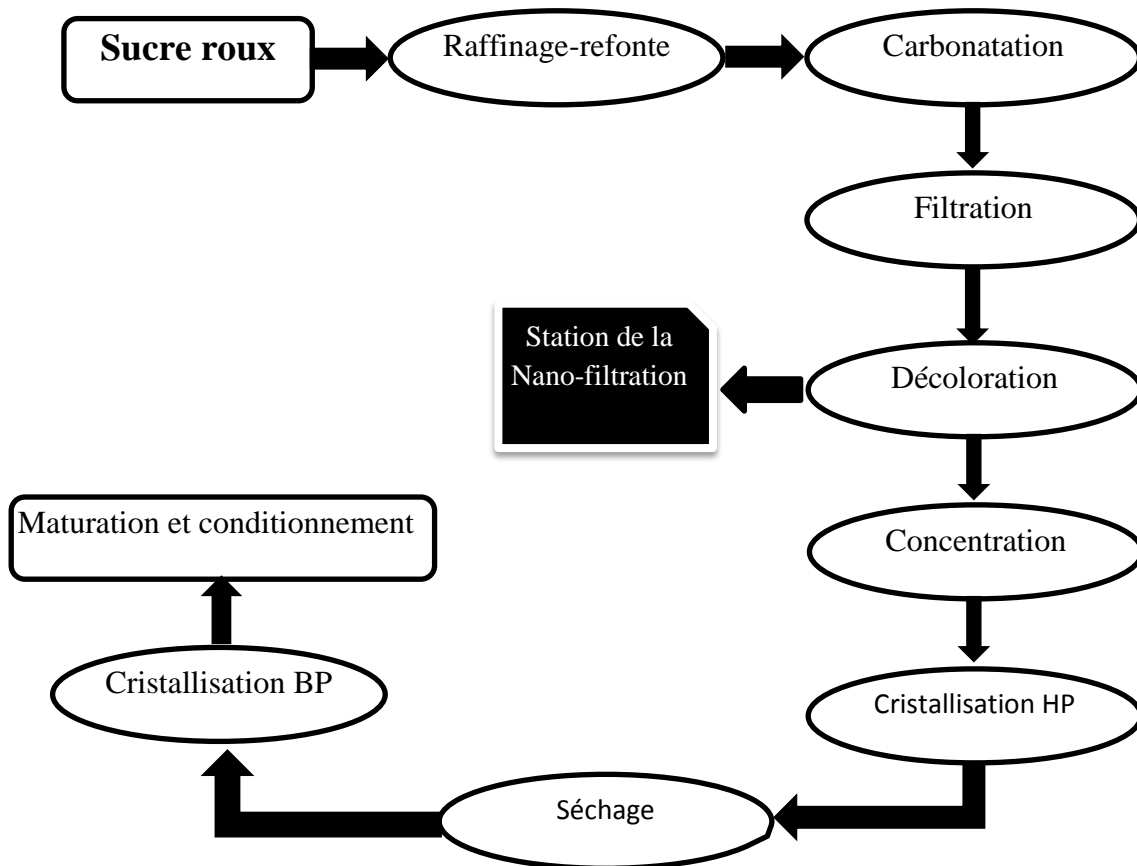 Sucre roux
Raffinage-refonte
Carbonatation
Filtration
Station de la
Nano-filtration
Décoloration
Maturation et conditionnement
Concentration
Cristallisation BP
Cristallisation HP
Séchage